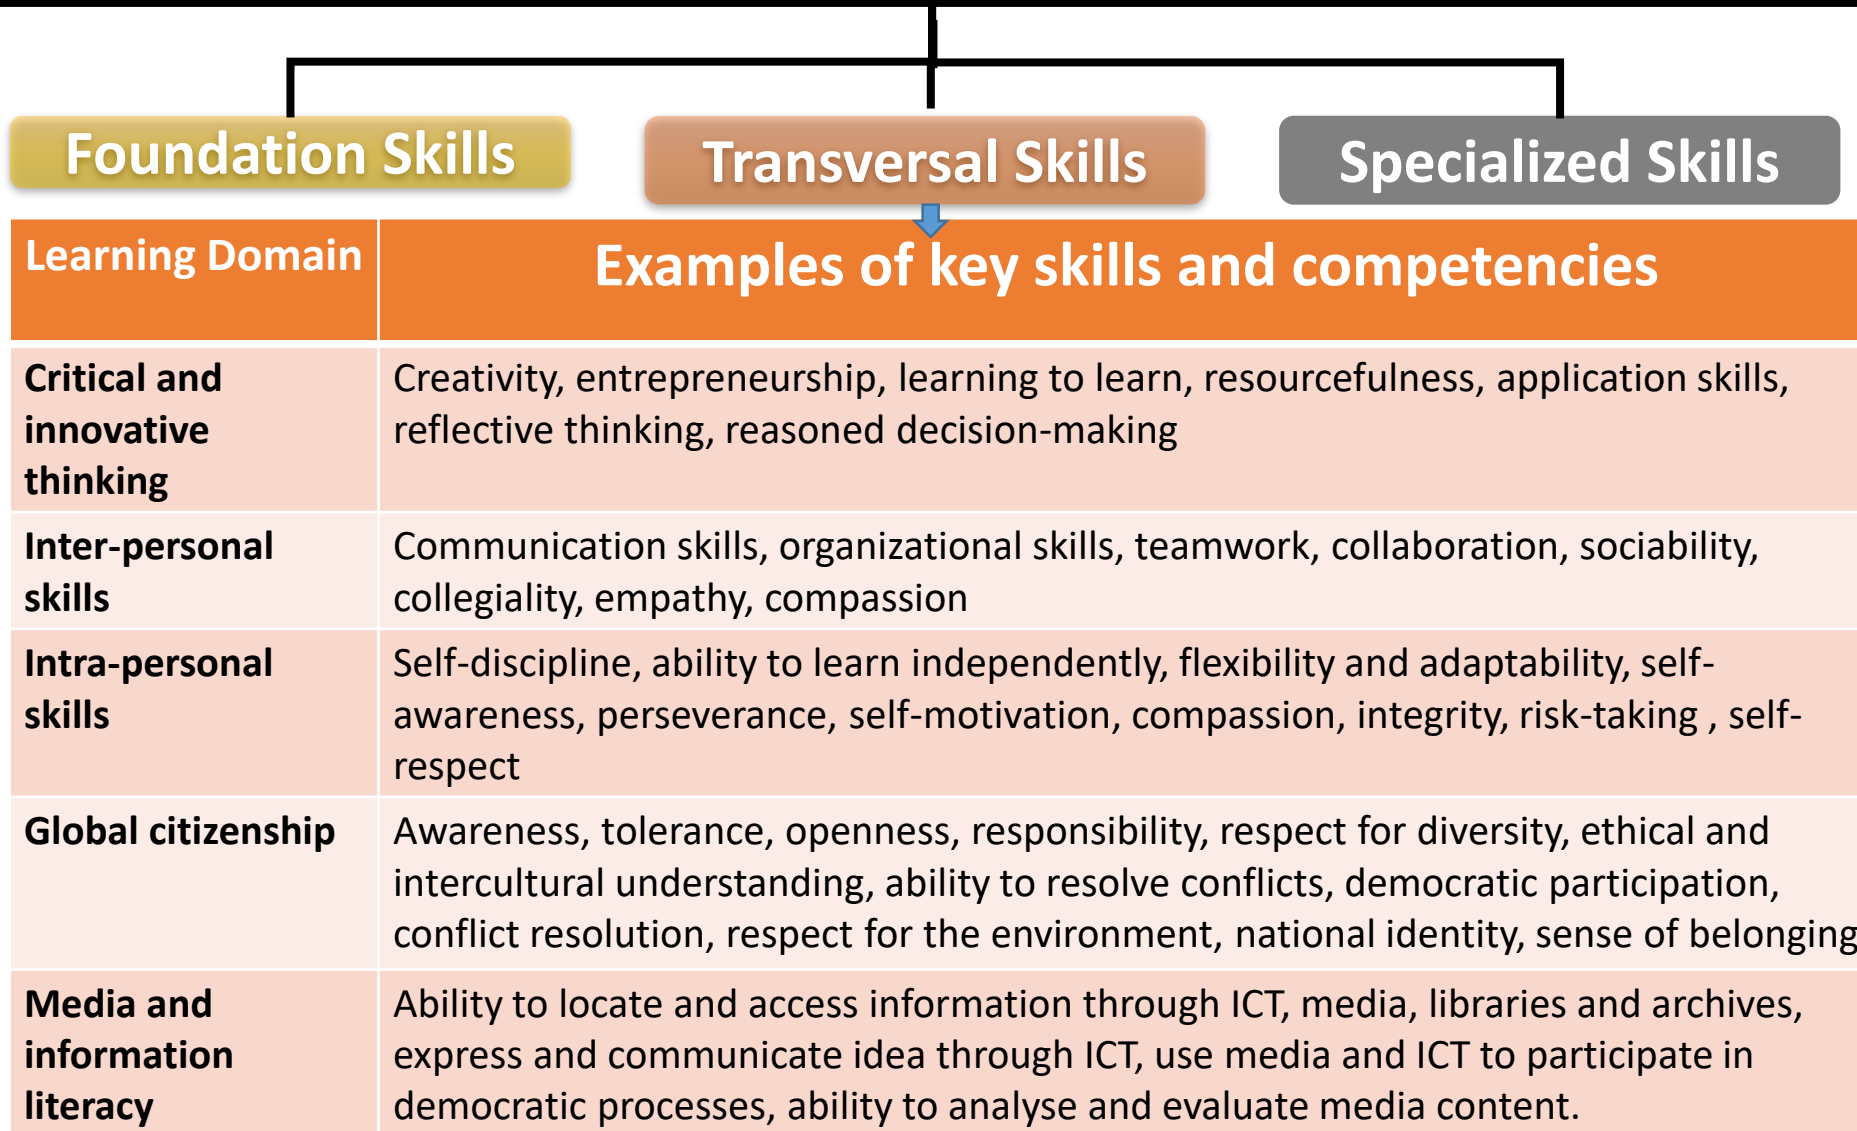 Foundation Skills
Transversal Skills
Specialized Skills
Learning Domain
Examples of key skills and competencies
Critical and
innovative
thinking
Creativity, entrepreneurship, learning to learn, resourcefulness, application skills,
reflective thinking, reasoned decision-making
Inter-personal
skills
Communication skills, organizational skills, teamwork, collaboration, sociability,
collegiality, empathy, compassion
Intra-personal
skills
Self-discipline, ability to learn independently, flexibility and adaptability, self-
awareness, perseverance, self-motivation, compassion, integrity, risk-taking , self-
respect
Global citizenship
Awareness, tolerance, openness, responsibility, respect for diversity, ethical and
intercultural understanding, ability to resolve conflicts, democratic participation,
conflict resolution, respect for the environment, national identity, sense of belonging
Media and
information
literacy
Ability to locate and access information through ICT, media, libraries and archives,
express and communicate idea through ICT, use media and ICT to participate in
democratic processes, ability to analyse and evaluate media content.